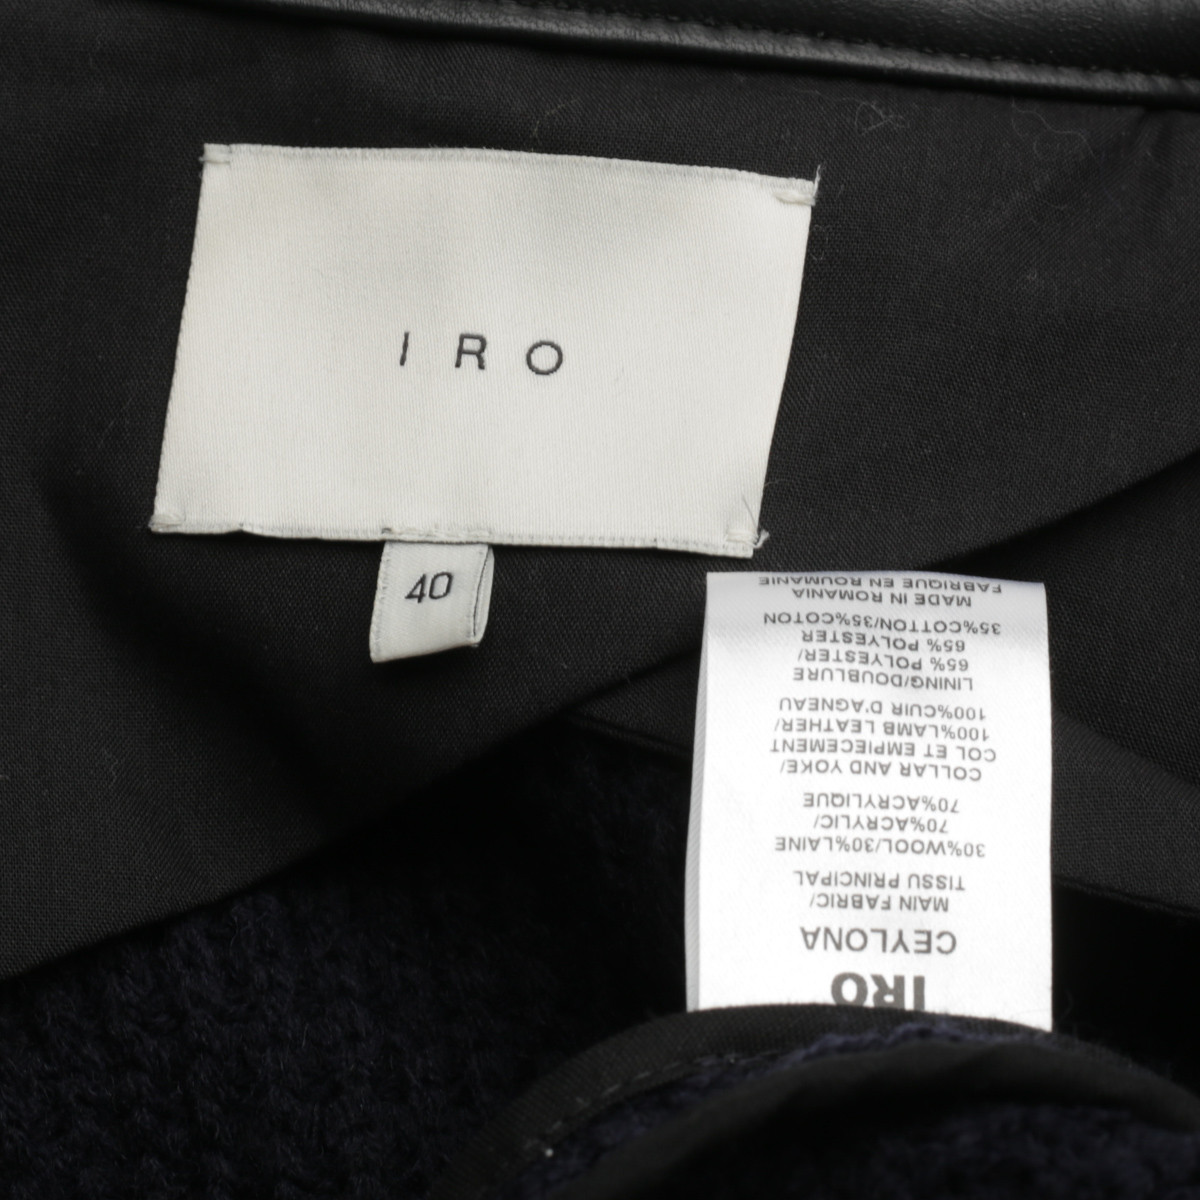 IRO
40
IRO
CEYLONA
MAIN FABRIC/
TISSU PRINCIPAL
30%WOOL/30%LAINE
70%ACRYLIC/
70%ACRYLIQUE
COLLAR AND YOKE/
COL ET EMPIECEMENT
100%LAMB LEATHER/
100%CUIR D'AGNEAU
LINING/DOUBLURE
65% POLYESTER/
65% POLYESTER
35%COTTON/35%COTON
MADE IN ROMANIA
FABRIQUE EN ROUMANIE